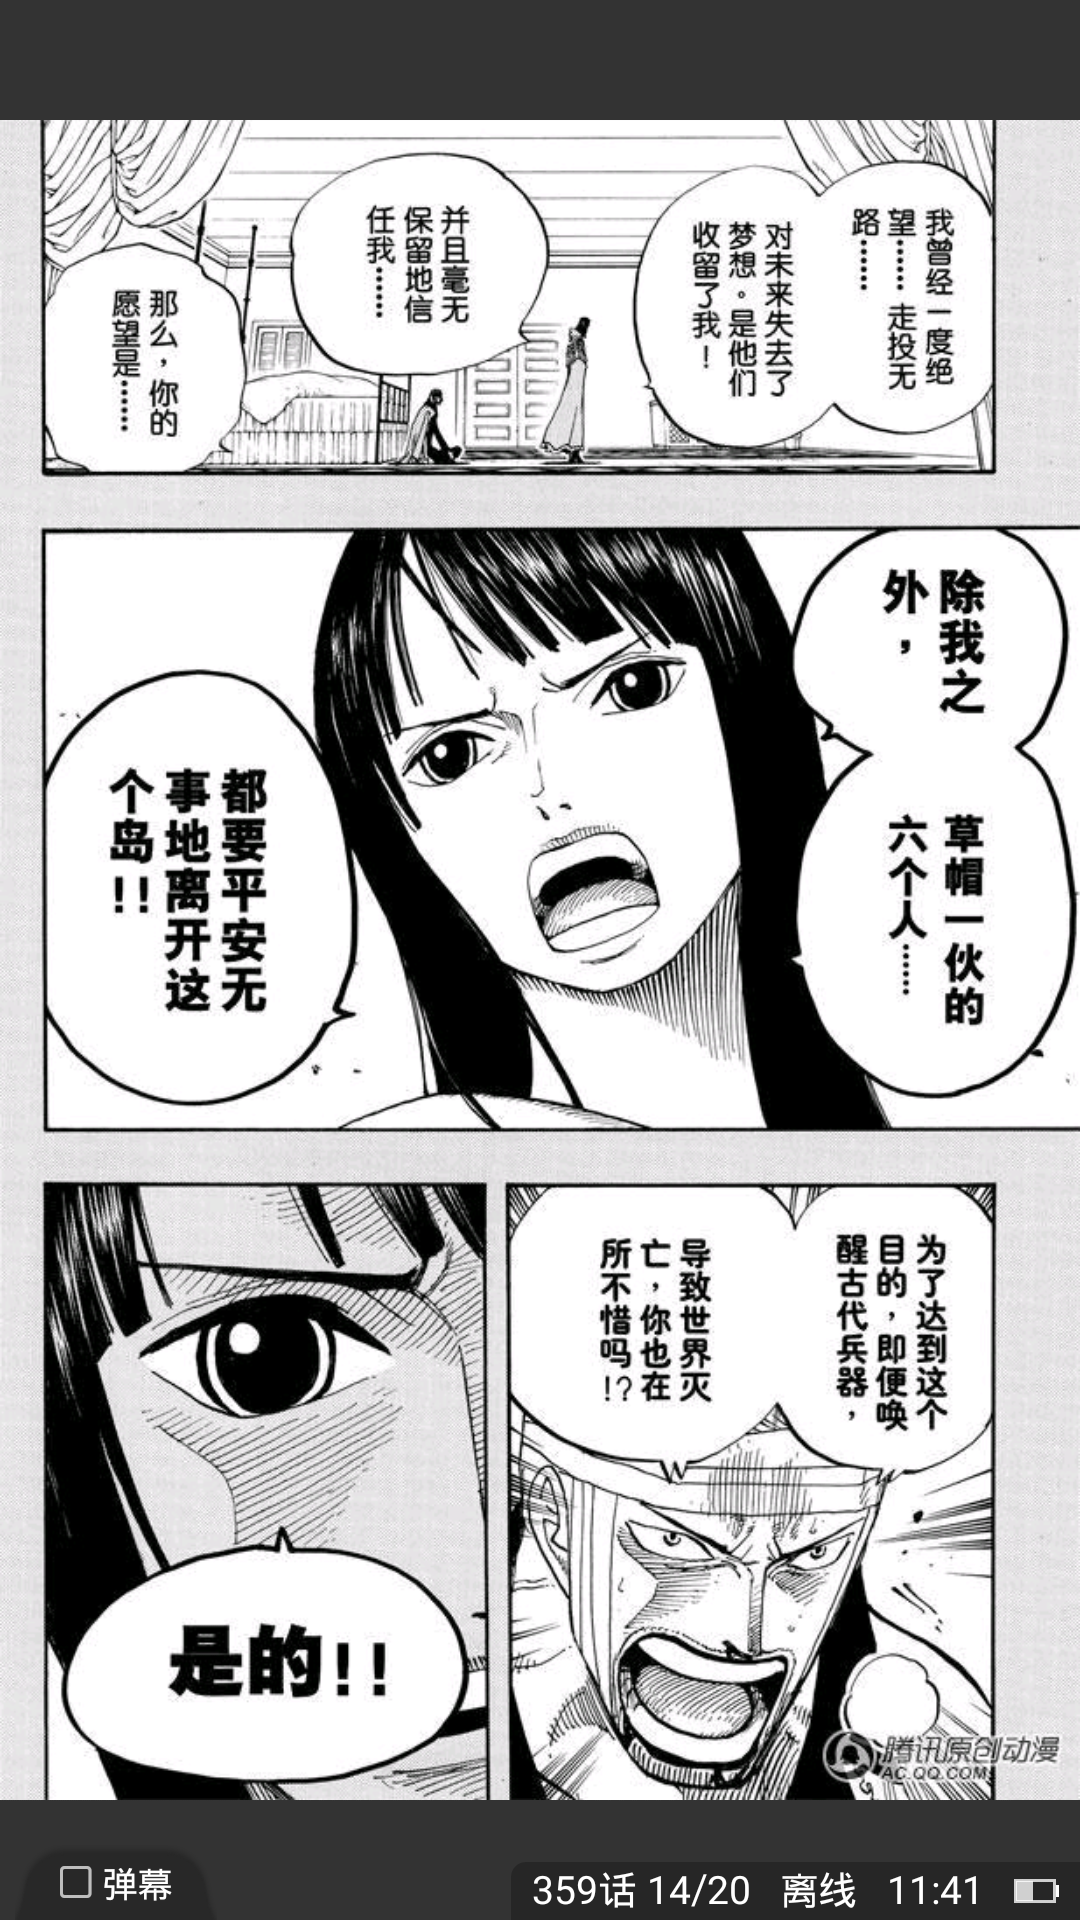 我曾经一度绝
望……走投无
路……
对未来失去了
梦想。是他们
收留了我！
并且毫无
保留地信
任我……
那么，你的
愿望是……
除我之
外，
草帽一伙的
六个人……
都要平安无
事地离开这
个岛!!
为了达到这个
目的，即便唤
醒古代兵器，
导致世界灭
亡，你也在
所不惜吗!?
是的!!
腾讯原创动漫
AC.QQ.COM
弹幕
359话 14/20 离线 11:41